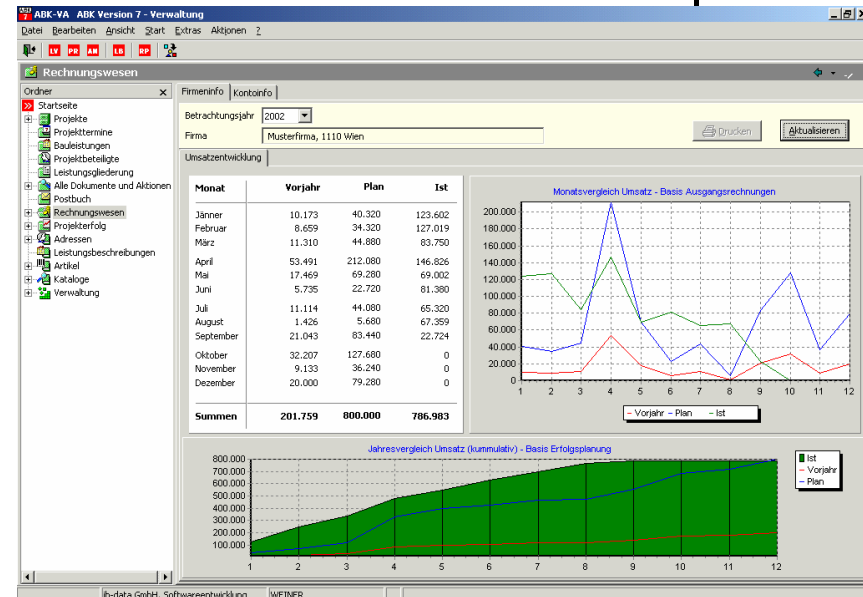 ABK-VA ABK Version 7 - Verwaltung
Datei Bearbeiten Ansicht Start Extras Aktionen ?
LV PR AN LB RP
Rechnungswesen
Ordner
Startseite
Projekte
Projekttermine
Bauleistungen
Projektbeteiligte
Leistungsgliederung
Alle Dokumente und Aktionen
Postbuch
Rechnungswesen
Projekterfolg
Adressen
Leistungsbeschreibungen
Artikel
Kataloge
Verwaltung
Firmeninfo Kontoinfo
Betrachtungsjahr 2002
Firma Musterfirma, 1110 Wien
Drucken Aktualisieren
Umsatzentwicklung
Monat Vorjahr Plan Ist
Jänner 10.173 40.320 123.602
Februar 8.659 34.320 127.019
März 11.310 44.880 83.750
April 53.491 212.080 146.826
Mai 17.469 69.280 69.002
Juni 5.735 22.720 81.380
Juli 11.114 44.080 65.320
August 1.426 5.680 67.359
September 21.043 83.440 22.724
Oktober 32.207 127.680 0
November 9.133 36.240 0
Dezember 20.000 79.280 0
Summen 201.759 800.000 786.983
Monatsvergleich Umsatz - Basis Ausgangsrechnungen
200.000
180.000
160.000
140.000
120.000
100.000
80.000
60.000
40.000
20.000
0
1 2 3 4 5 6 7 8 9 10 11 12
Vorjahr Plan Ist
Jahresvergleich Umsatz (kummulativ) - Basis Erfolgsplanung
800.000
700.000
600.000
500.000
400.000
300.000
200.000
100.000
1 2 3 4 5 6 7 8 9 10 11 12
Ist
Vorjahr
Plan
ib-data GmbH, Softwareentwicklung WEINER